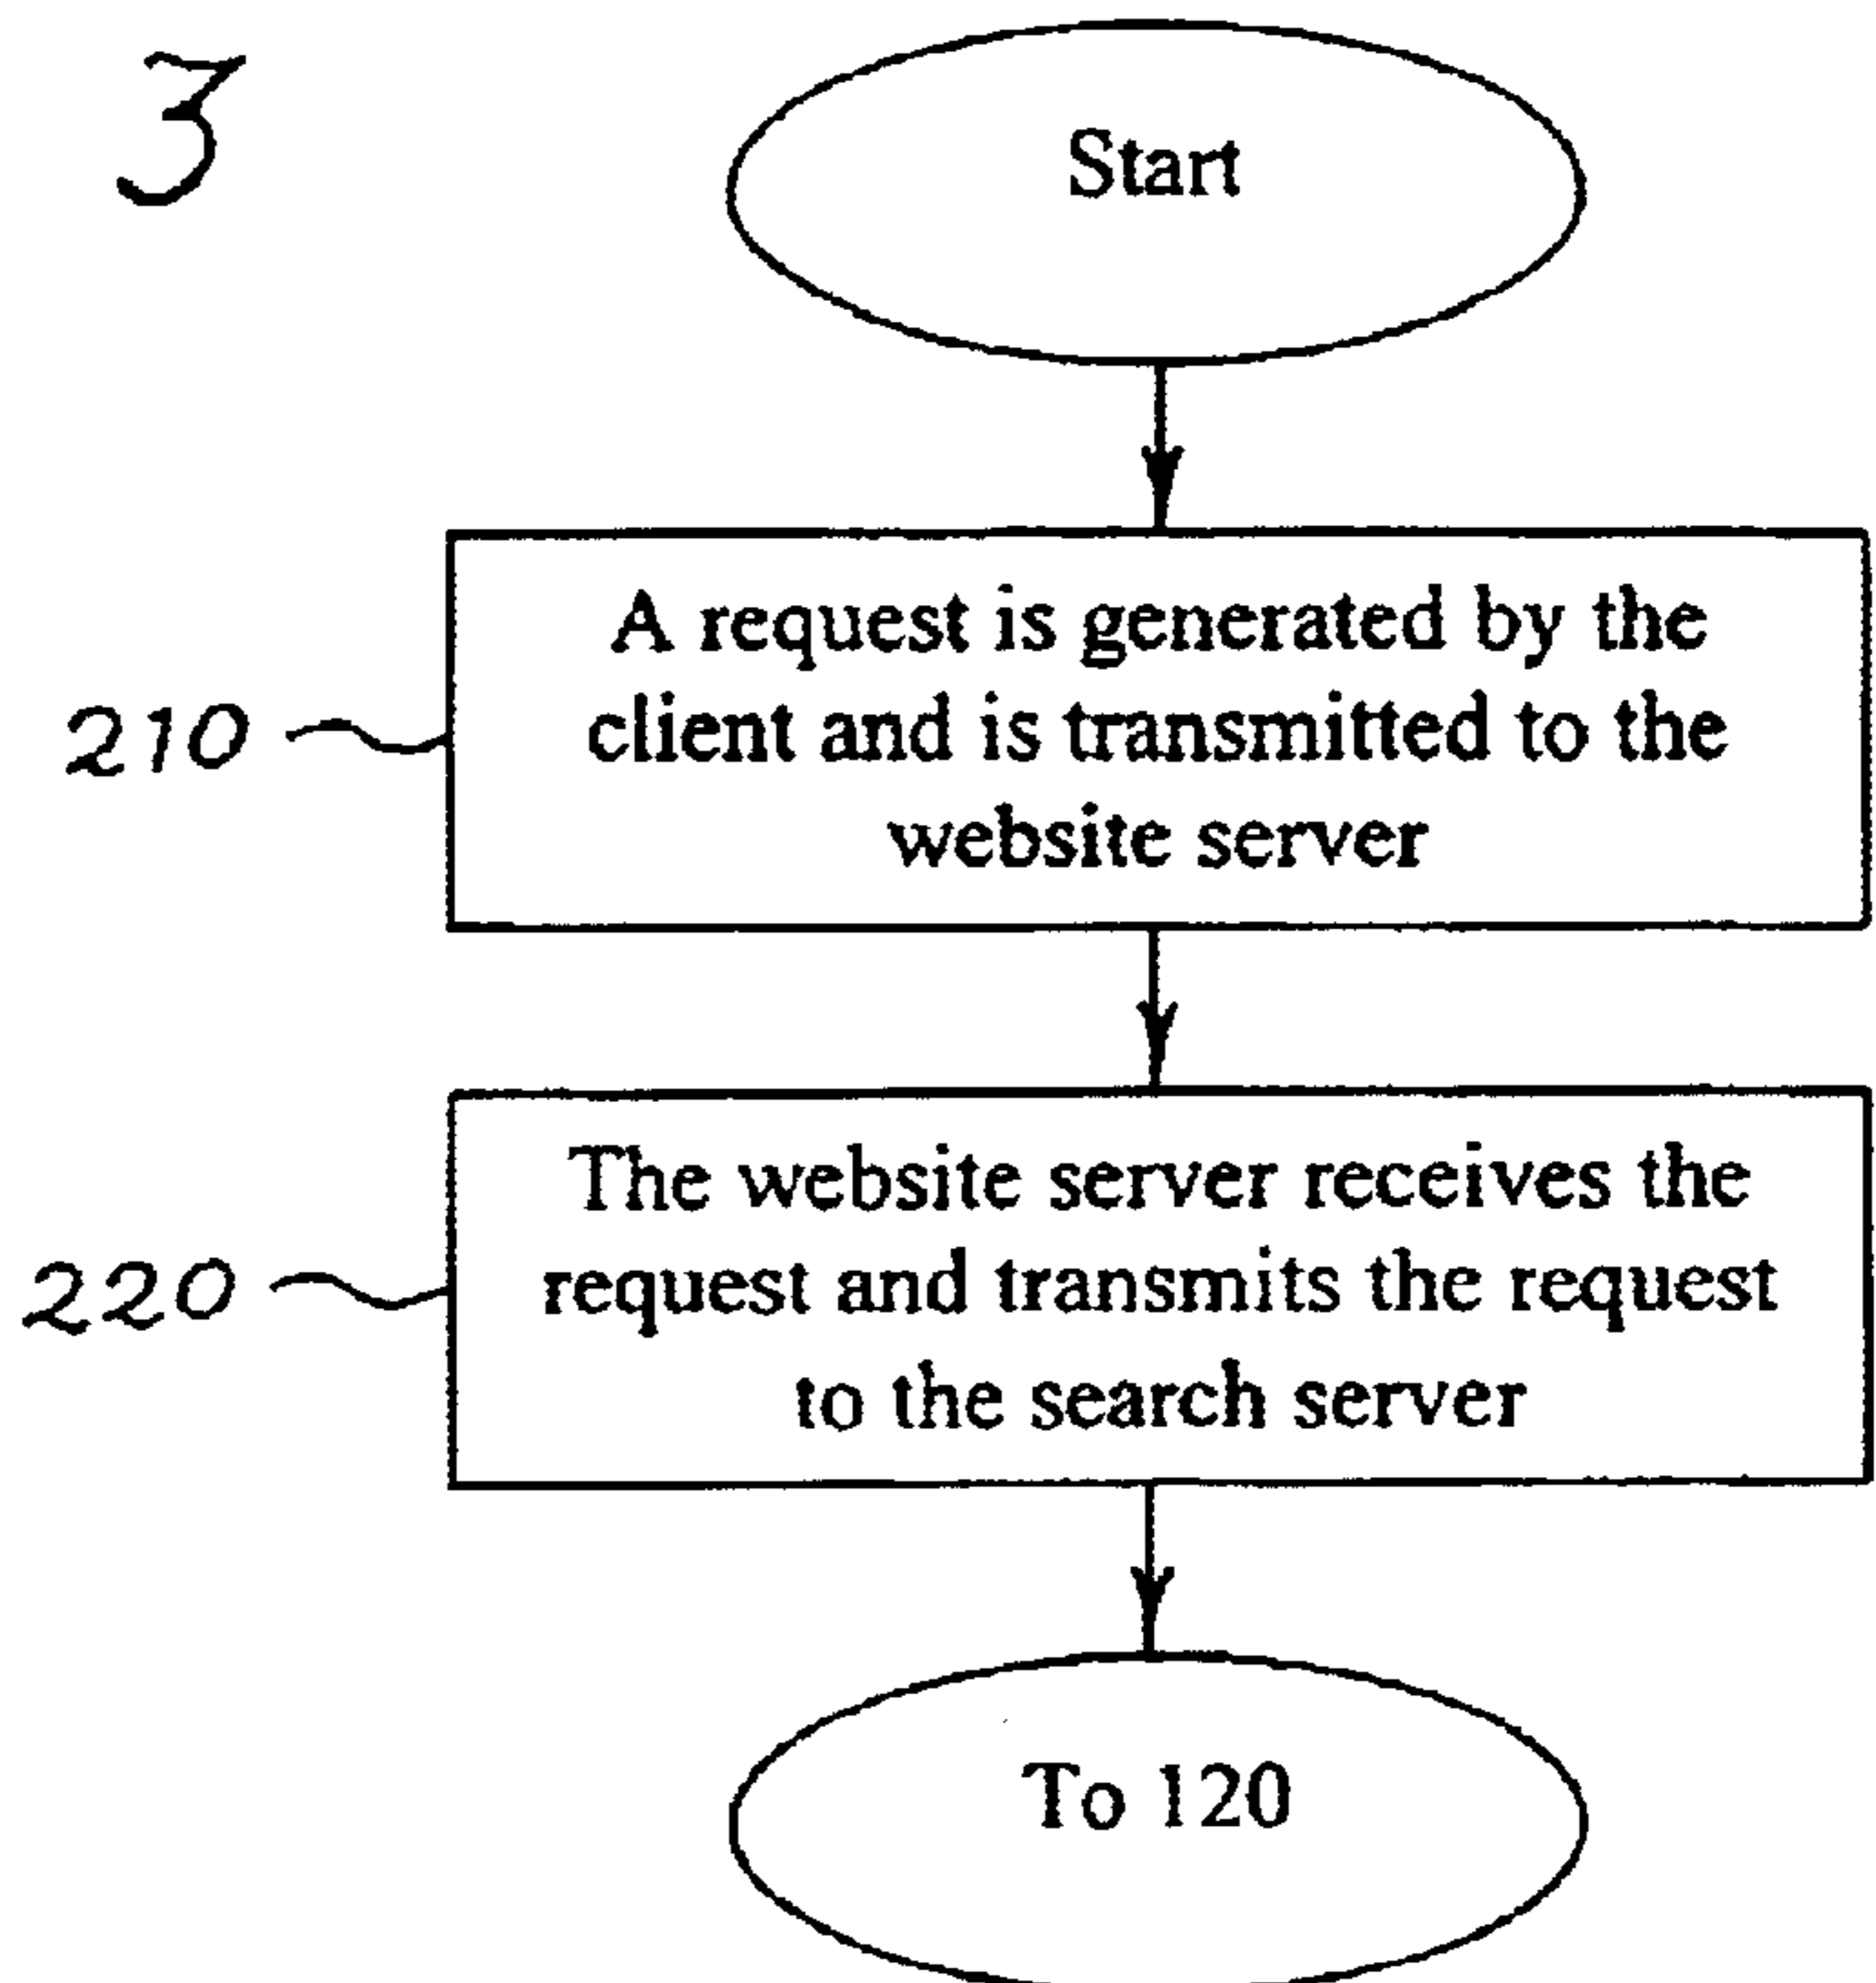 3
Start
A request is generated by the
client and is transmitted to the
website server
210
The website server receives the
request and transmits the request
to the search server
220
To 120